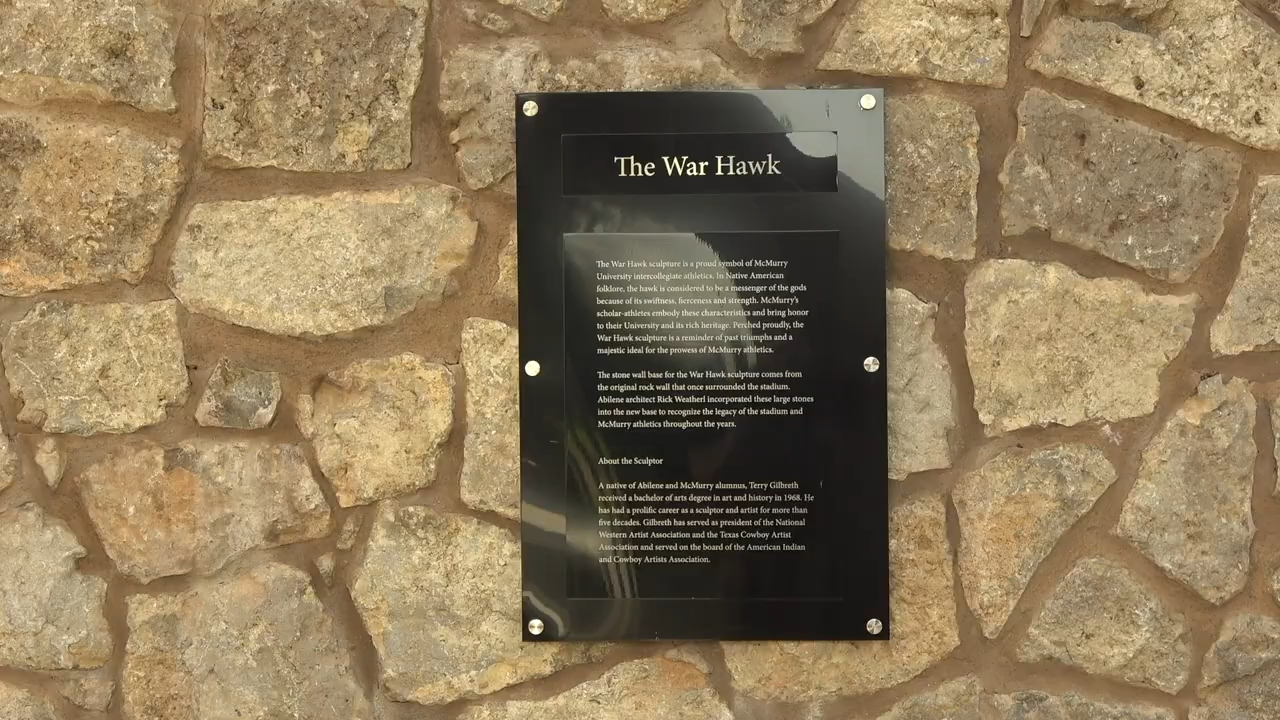 The War Hawk
The War Hawk sculpture is a proud symbol of McMurry
University intercollegiate athletics. In Native American
folklore, the hawk is considered to be a messenger of the gods
because of its swiftness, fierceness and strength. McMurry's
scholar-athletes embody these characteristics and bring honor
to their University and its rich heritage. Perched proudly, the
War Hawk sculpture is a reminder of past triumphs and a
majestic ideal for the prowess of McMurry athletics.
The stone wall base for the War Hawk sculpture comes from
the original rock wall that once surrounded the stadium.
Abilene architect Rick Weatherl incorporated these large stones
into the new base to recognize the legacy of the stadium and
McMurry athletics throughout the years.
About the Sculptor
A native of Abilene and McMurry alumnus, Terry Gilbreth
received a bachelor of arts degree in art and history in 1968. He
has had a prolific career as a sculptor and artist for more than
five decades. Gilbreth has served as president of the National
Western Artist Association and the Texas Cowboy Artist
Association and served on the board of the American Indian
and Cowboy Artists Association.